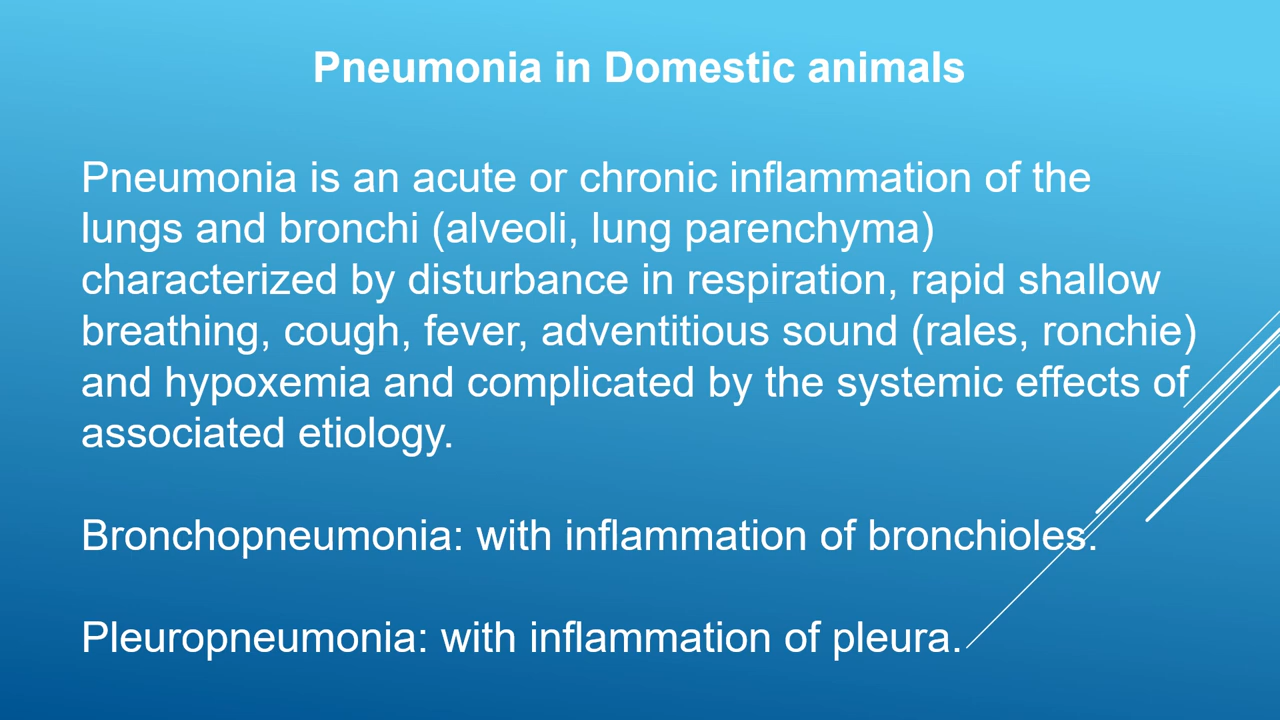 Pneumonia in Domestic animals
Pneumonia is an acute or chronic inflammation of the
lungs and bronchi (alveoli, lung parenchyma)
characterized by disturbance in respiration, rapid shallow
breathing, cough, fever, adventitious sound (rales, ronchie)
and hypoxemia and complicated by the systemic effects of
associated etiology.
Bronchopneumonia: with inflammation of bronchioles.
Pleuropneumonia: with inflammation of pleura.